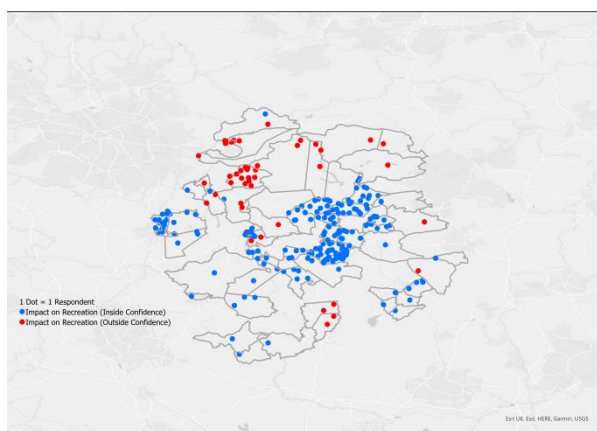 1 Dot = 1 Respondent
Impact on Recreation (Inside Confidence)
Impact on Recreation (Outside Confidence)
Esri UK, Esri, HERE, Garmin, USGS